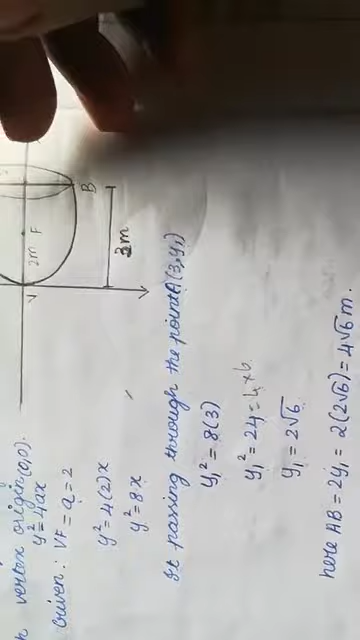 B
F
2m
V
3m
vertex origin (0,0).
y² = 4ax
Given: VF = a = 2
y² = 4(2)x
y² = 8x
It passing through the point (3, y₁)
y₁² = 8(3)
y₁² = 24 = 4×6
y₁ = 2√6
here AB = 2y₁ = 2(2√6) = 4√6 m.